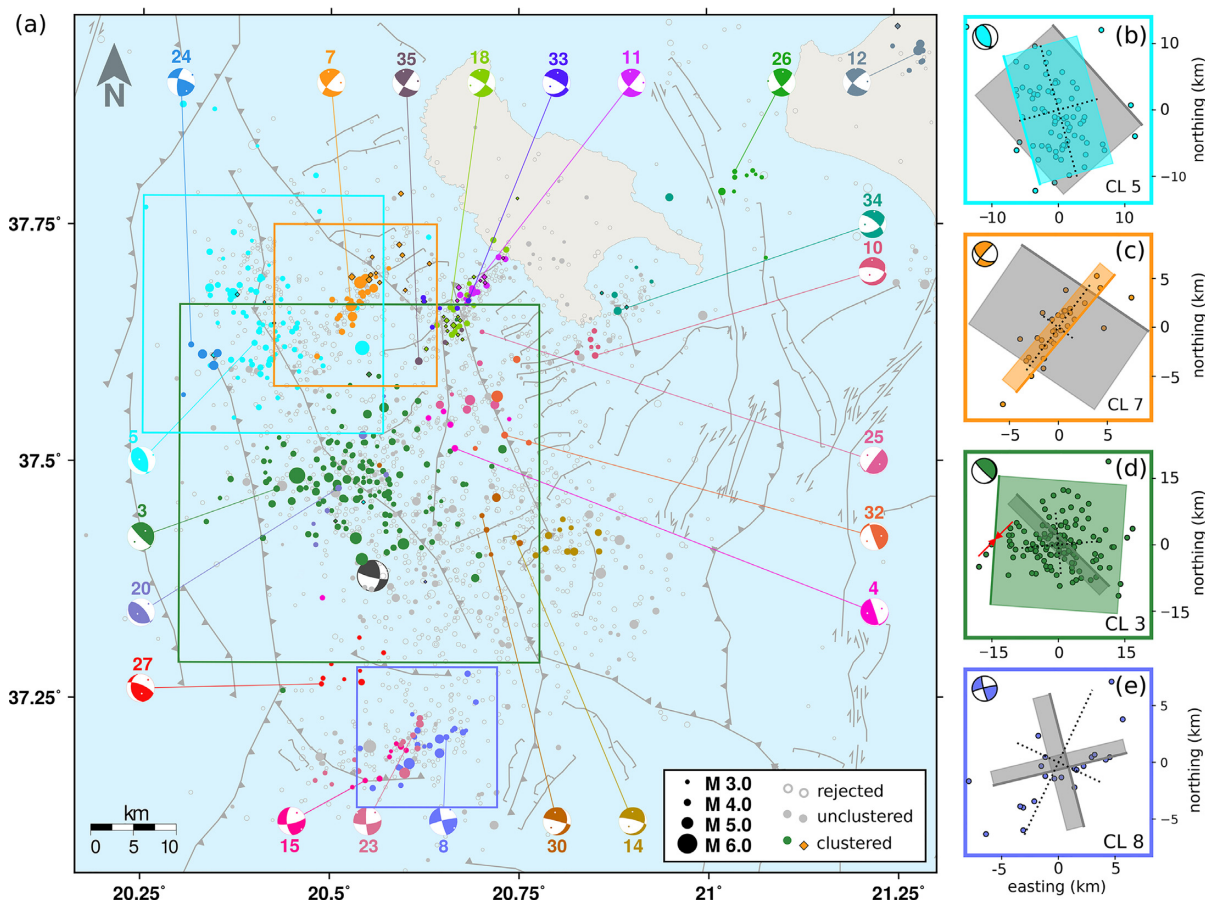 (a)
24
7
35
18
33
11
26
12
N
37.75°
34
10
37.5°
5
3
25
32
20
4
27
37.25°
km
0 5 10
15
23
8
30
14
M 3.0
M 4.0
M 5.0
M 6.0
rejected
unclustered
clustered
20.25°
20.5°
20.75°
21°
21.25°
(b)
10
0
−10
northing (km)
CL 5
−10 0 10
(c)
5
0
−5
northing (km)
CL 7
−5 0 5
(d)
15
0
−15
northing (km)
CL 3
−15 0 15
(e)
5
0
−5
northing (km)
CL 8
−5 0 5
easting (km)